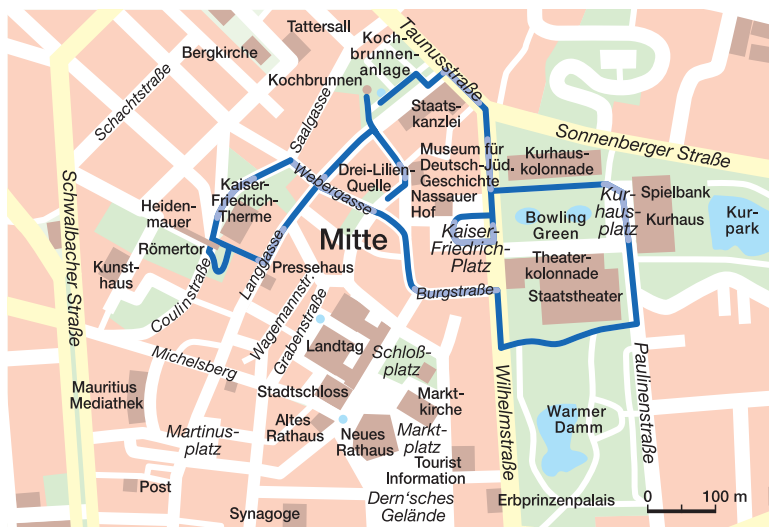 Tattersall
Bergkirche
Koch-
brunnen-
anlage
Taunusstraße
Kochbrunnen
Schachtstraße
Saalgasse
Staats-
kanzlei
Sonnenberger Straße
Museum für
Deutsch-Jüd.
Geschichte
Nassauer
Hof
Kurhaus-
kolonnade
Drei-Lilien-
Quelle
Webergasse
Kaiser-
Friedrich-
Therme
Kur-
haus-
platz
Spielbank
Kurhaus
Kur-
park
Bowling
Green
Heiden-
mauer
Römertor
Schwalbacher Straße
Mitte
Kaiser-
Friedrich-
Platz
Kunst-
haus
Coulinstraße
Langgasse
Pressehaus
Theater-
kolonnade
Staatstheater
Burgstraße
Wagemannstr.
Grabenstraße
Landtag
Schloß-
platz
Michelsberg
Mauritius
Mediathek
Stadtschloss
Markt-
kirche
Wilhelmstraße
Paulinenstraße
Warmer
Damm
Martinus-
platz
Altes
Rathaus
Neues
Rathaus
Markt-
platz
Tourist
Information
Post
Synagoge
Dern'sches
Gelände
Erbprinzenpalais
0 100 m